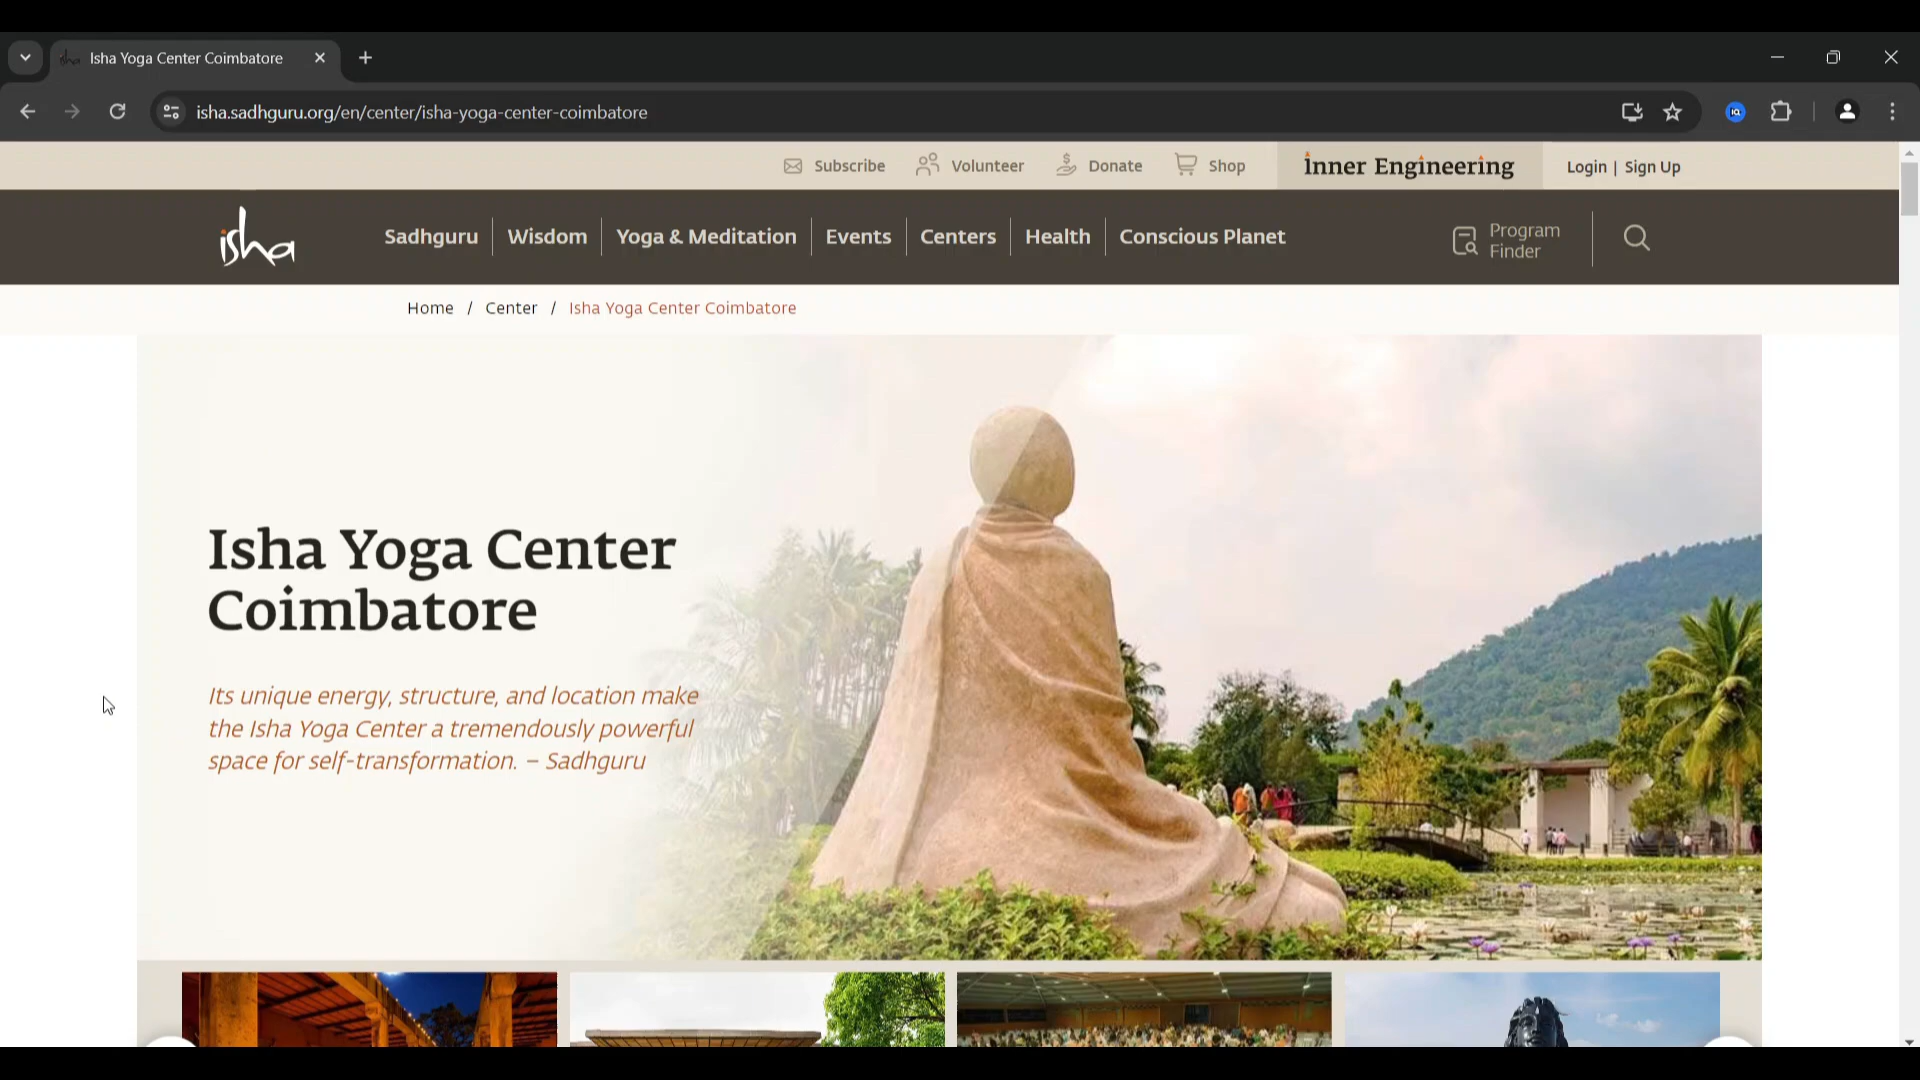 Isha Yoga Center Coimbatore
isha.sadhguru.org/en/center/isha-yoga-center-coimbatore
Subscribe Volunteer Donate Shop inner Engineering Login | Sign Up
isha
Sadhguru Wisdom Yoga & Meditation Events Centers Health Conscious Planet
Program
Finder
Home / Center / Isha Yoga Center Coimbatore
Isha Yoga Center
Coimbatore
Its unique energy, structure, and location make
the Isha Yoga Center a tremendously powerful
space for self-transformation. – Sadhguru